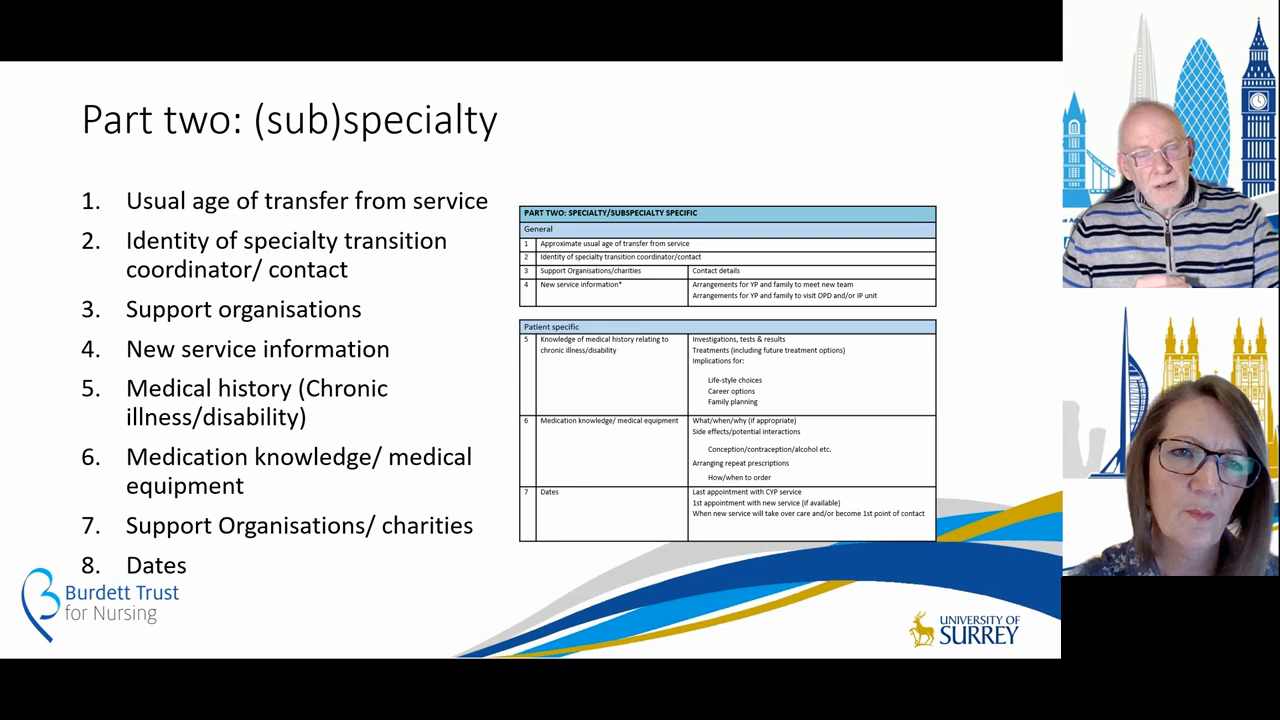 Part two: (sub)specialty
1. Usual age of transfer from service
2. Identity of specialty transition
coordinator/ contact
3. Support organisations
4. New service information
5. Medical history (Chronic
illness/disability)
6. Medication knowledge/ medical
equipment
7. Support Organisations/ charities
8. Dates
PART TWO: SPECIALTY/SUBSPECIALTY SPECIFIC
General
1 Approximate usual age of transfer from service
2 Identity of specialty transition coordinator/contact
3 Support Organisations/charities Contact details
4 New service information* Arrangements for YP and family to meet new team
Arrangements for YP and family to visit OPD and/or IP unit
Patient specific
5 Knowledge of medical history relating to Investigations, tests & results
chronic illness/disability Treatments (including future treatment options)
Implications for:
Life-style choices
Career options
Family planning
6 Medication knowledge/ medical equipment What/when/why (if appropriate)
Side effects/potential interactions
Conception/contraception/alcohol etc.
Arranging repeat prescriptions
How/when to order
7 Dates Last appointment with CYP service
1st appointment with new service (if available)
When new service will take over care and/or become 1st point of contact
Burdett Trust
for Nursing
UNIVERSITY OF
SURREY